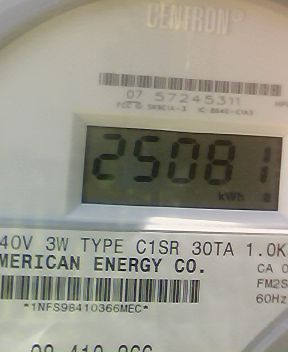 CENTRON®
07 57245311
25081
kWh
40V 3W TYPE C1SR 30TA 1.0K
MERICAN ENERGY CO.
CA 0
FM2S
60Hz
*1NFS98410366MEC*